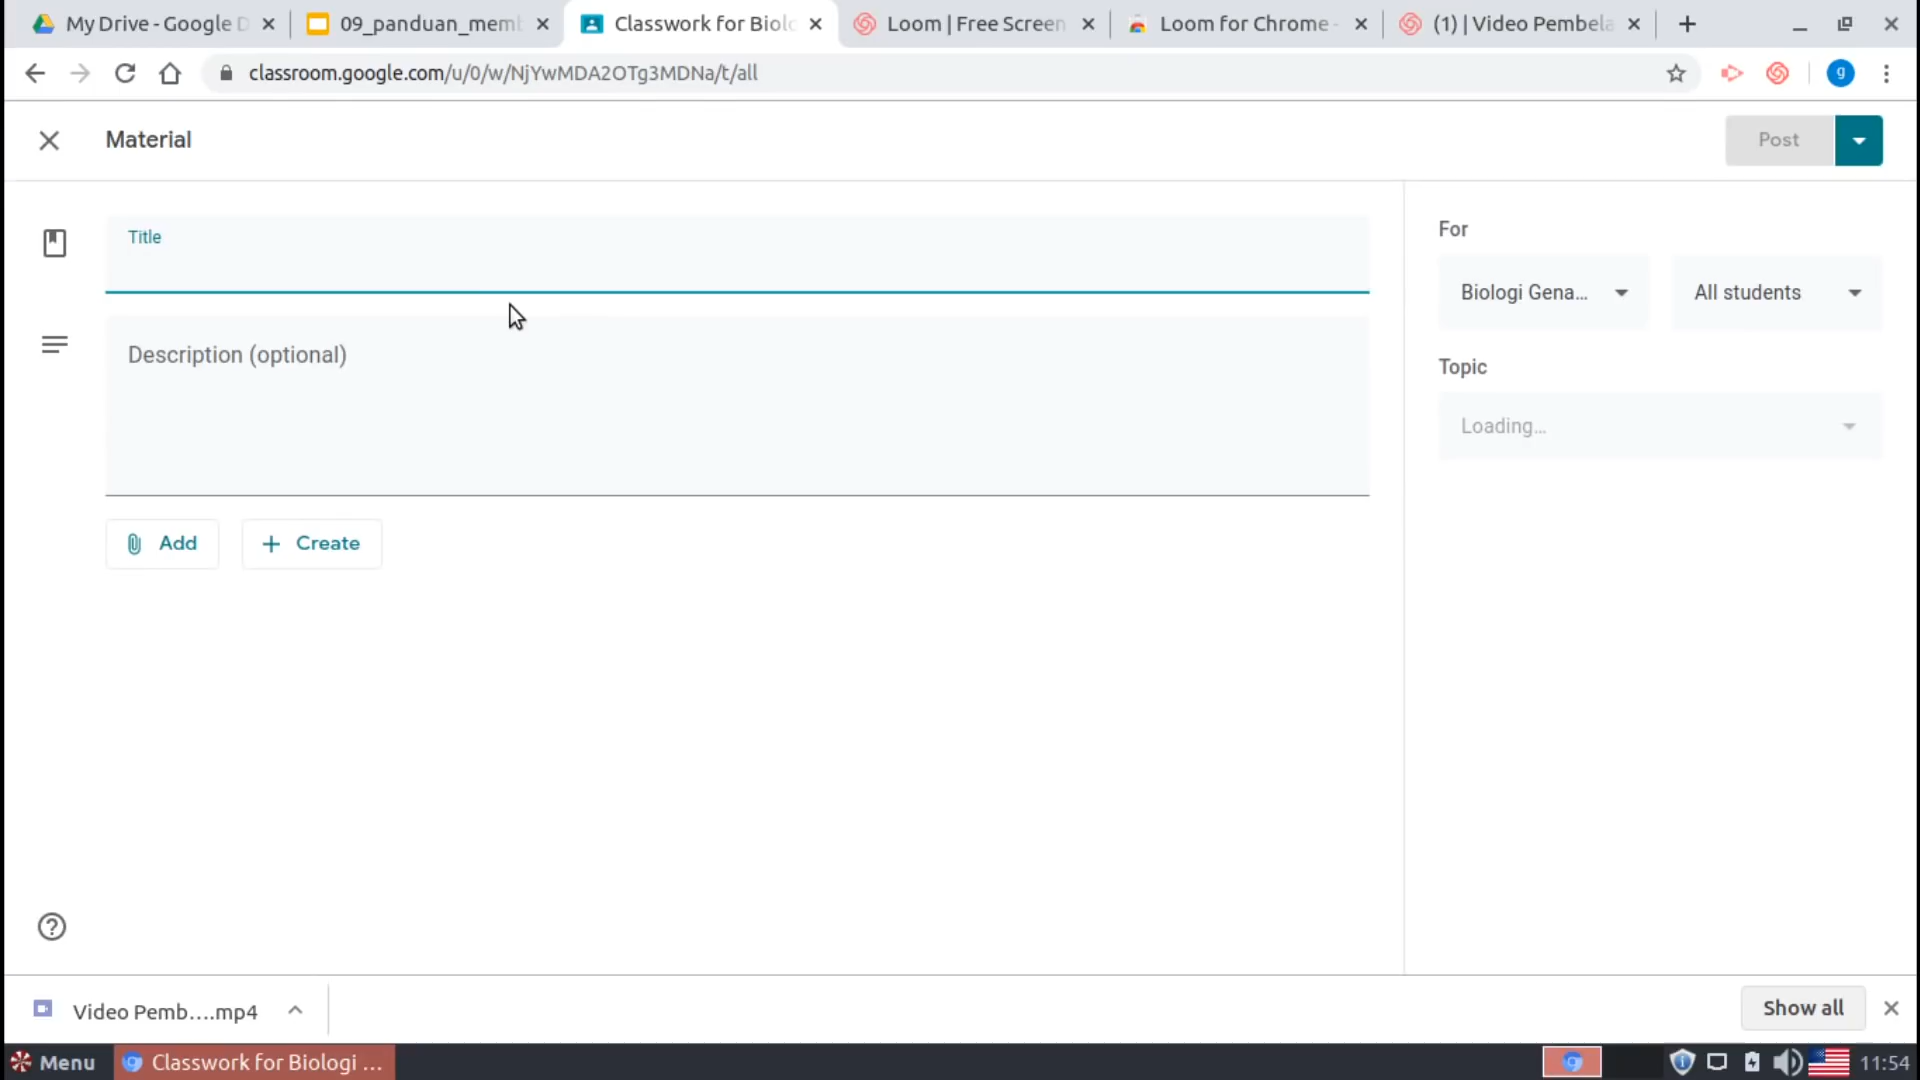 My Drive - Google D
09_panduan_memb
Classwork for Biolo
Loom | Free Screen
Loom for Chrome -
(1) | Video Pembela
classroom.google.com/u/0/w/NjYwMDA2OTg3MDNa/t/all
g
Material
Post
Title
For
Biologi Gena...
All students
Description (optional)
Topic
Loading...
Add
Create
Video Pemb....mp4
Show all
Menu
Classwork for Biologi ...
11:54